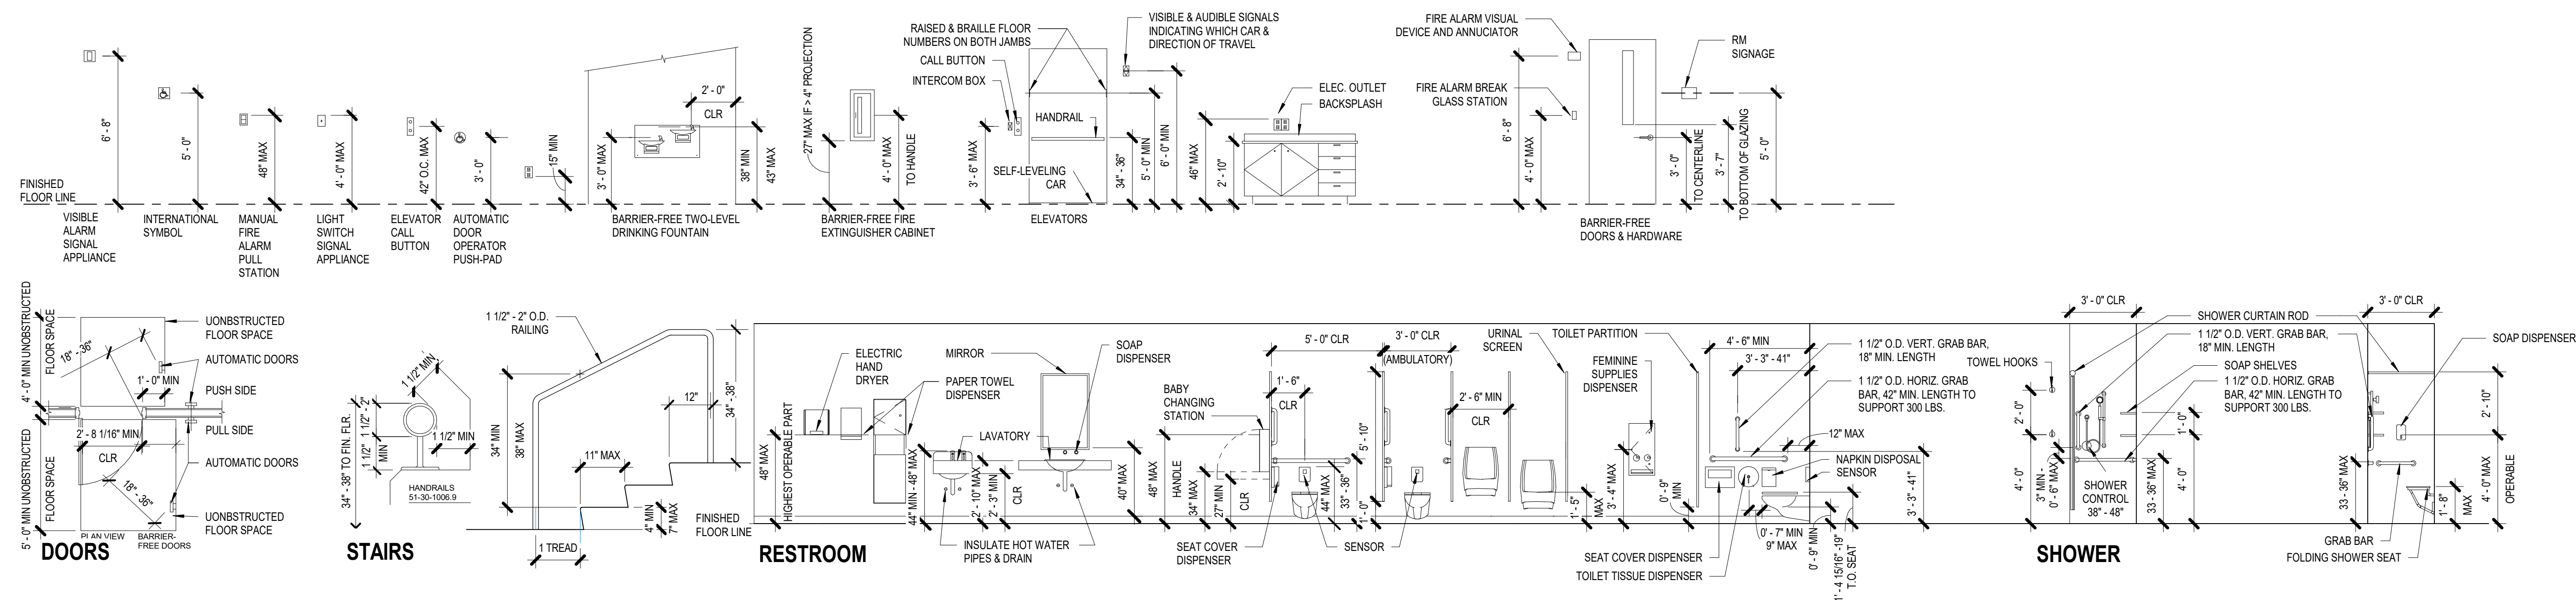 VISIBLE & AUDIBLE SIGNALS
INDICATING WHICH CAR &
DIRECTION OF TRAVEL
RAISED & BRAILLE FLOOR
NUMBERS ON BOTH JAMBS
CALL BUTTON
INTERCOM BOX
FIRE ALARM VISUAL
DEVICE AND ANNUCIATOR
RM
SIGNAGE
FIRE ALARM BREAK
GLASS STATION
ELEC. OUTLET
BACKSPLASH
HANDRAIL
SELF-LEVELING
CAR
6' - 8"
5' - 0"
48" MAX
4' - 0" MAX
42" O.C. MAX
3' - 0"
15" MIN
3' - 0" MAX
2' - 0"
CLR
38" MIN
43" MAX
27" MAX IF > 4" PROJECTION
4' - 0" MAX
TO HANDLE
3' - 6" MAX
34" - 36"
5' - 0" MIN
6' - 0" MIN
46" MAX
2' - 10"
6' - 8"
4' - 0" MAX
3' - 0"
TO CENTERLINE
3' - 7"
TO BOTTOM OF GLAZING
5' - 0"
FINISHED
FLOOR LINE
VISIBLE
ALARM
SIGNAL
APPLIANCE
INTERNATIONAL
SYMBOL
MANUAL
FIRE
ALARM
PULL
STATION
LIGHT
SWITCH
SIGNAL
APPLIANCE
ELEVATOR
CALL
BUTTON
AUTOMATIC
DOOR
OPERATOR
PUSH-PAD
BARRIER-FREE TWO-LEVEL
DRINKING FOUNTAIN
BARRIER-FREE FIRE
EXTINGUISHER CABINET
ELEVATORS
BARRIER-FREE
DOORS & HARDWARE
4' - 0" MIN UNOBSTRUCTED
FLOOR SPACE
5' - 0" MIN UNOBSTRUCTED
FLOOR SPACE
18" - 36"
1' - 0" MIN
2' - 8 1/16" MIN
CLR
18" - 36"
UONBSTRUCTED
FLOOR SPACE
AUTOMATIC DOORS
PUSH SIDE
PULL SIDE
AUTOMATIC DOORS
UONBSTRUCTED
FLOOR SPACE
PLAN VIEW
BARRIER-
FREE DOORS
DOORS
34" - 38" TO FIN. FLR.
1 1/2" - 2"
1 1/2"
MIN
1 1/2" MIN
1 1/2" MIN
HANDRAILS
51-30-1006.9
1 1/2" - 2" O.D.
RAILING
34" MIN
38" MAX
11" MAX
12"
34" - 38"
4" MIN
7" MAX
1 TREAD
FINISHED
FLOOR LINE
STAIRS
ELECTRIC
HAND
DRYER
MIRROR
PAPER TOWEL
DISPENSER
SOAP
DISPENSER
LAVATORY
48" MAX
HIGHEST OPERABLE PART
44" MIN - 48" MAX
2' - 10" MAX
2' - 3" MIN
CLR
40" MAX
INSULATE HOT WATER
PIPES & DRAIN
BABY
CHANGING
STATION
48" MAX
HANDLE
34" MAX
27" MIN
CLR
5' - 0" CLR
3' - 0" CLR
(AMBULATORY)
1' - 6"
CLR
44" MAX
33" - 36"
5' - 10"
1' - 0"
2' - 6" MIN
CLR
SEAT COVER
DISPENSER
SENSOR
URINAL
SCREEN
TOILET PARTITION
FEMININE
SUPPLIES
DISPENSER
1' - 5"
MAX
3' - 4" MAX
0' - 9"
MIN
4' - 6" MIN
3' - 3" - 41"
1 1/2" O.D. VERT. GRAB BAR,
18" MIN. LENGTH
1 1/2" O.D. HORIZ. GRAB
BAR, 42" MIN. LENGTH TO
SUPPORT 300 LBS.
12" MAX
NAPKIN DISPOSAL
SENSOR
3' - 3" - 41"
0' - 7" MIN
9" MAX
0' - 9" MIN
1' - 4 15/16" -19"
T.O. SEAT
SEAT COVER DISPENSER
TOILET TISSUE DISPENSER
RESTROOM
3' - 0" CLR
3' - 0" CLR
SHOWER CURTAIN ROD
1 1/2" O.D. VERT. GRAB BAR,
18" MIN. LENGTH
SOAP SHELVES
1 1/2" O.D. HORIZ. GRAB
BAR, 42" MIN. LENGTH TO
SUPPORT 300 LBS.
TOWEL HOOKS
SOAP DISPENSER
2' - 0"
4' - 0"
3" MIN -
0' - 6" MAX
SHOWER
CONTROL
38" - 48"
33 - 36" MAX
1' - 0"
4' - 0"
33 - 36" MAX
2' - 10"
4' - 0" MAX
OPERABLE
1' - 8"
MAX
GRAB BAR
FOLDING SHOWER SEAT
SHOWER